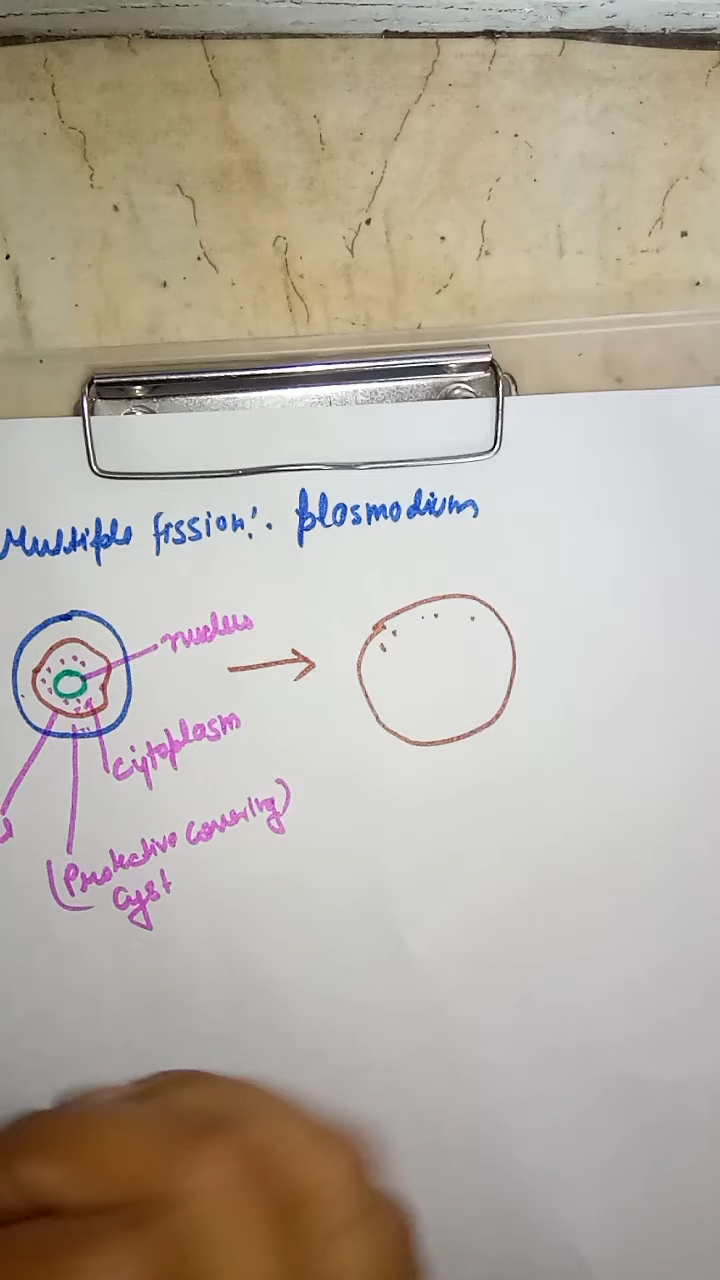 Multiple fission:. plasmodium
nucleus
Cytoplasm
(Protective covering)
Cyst